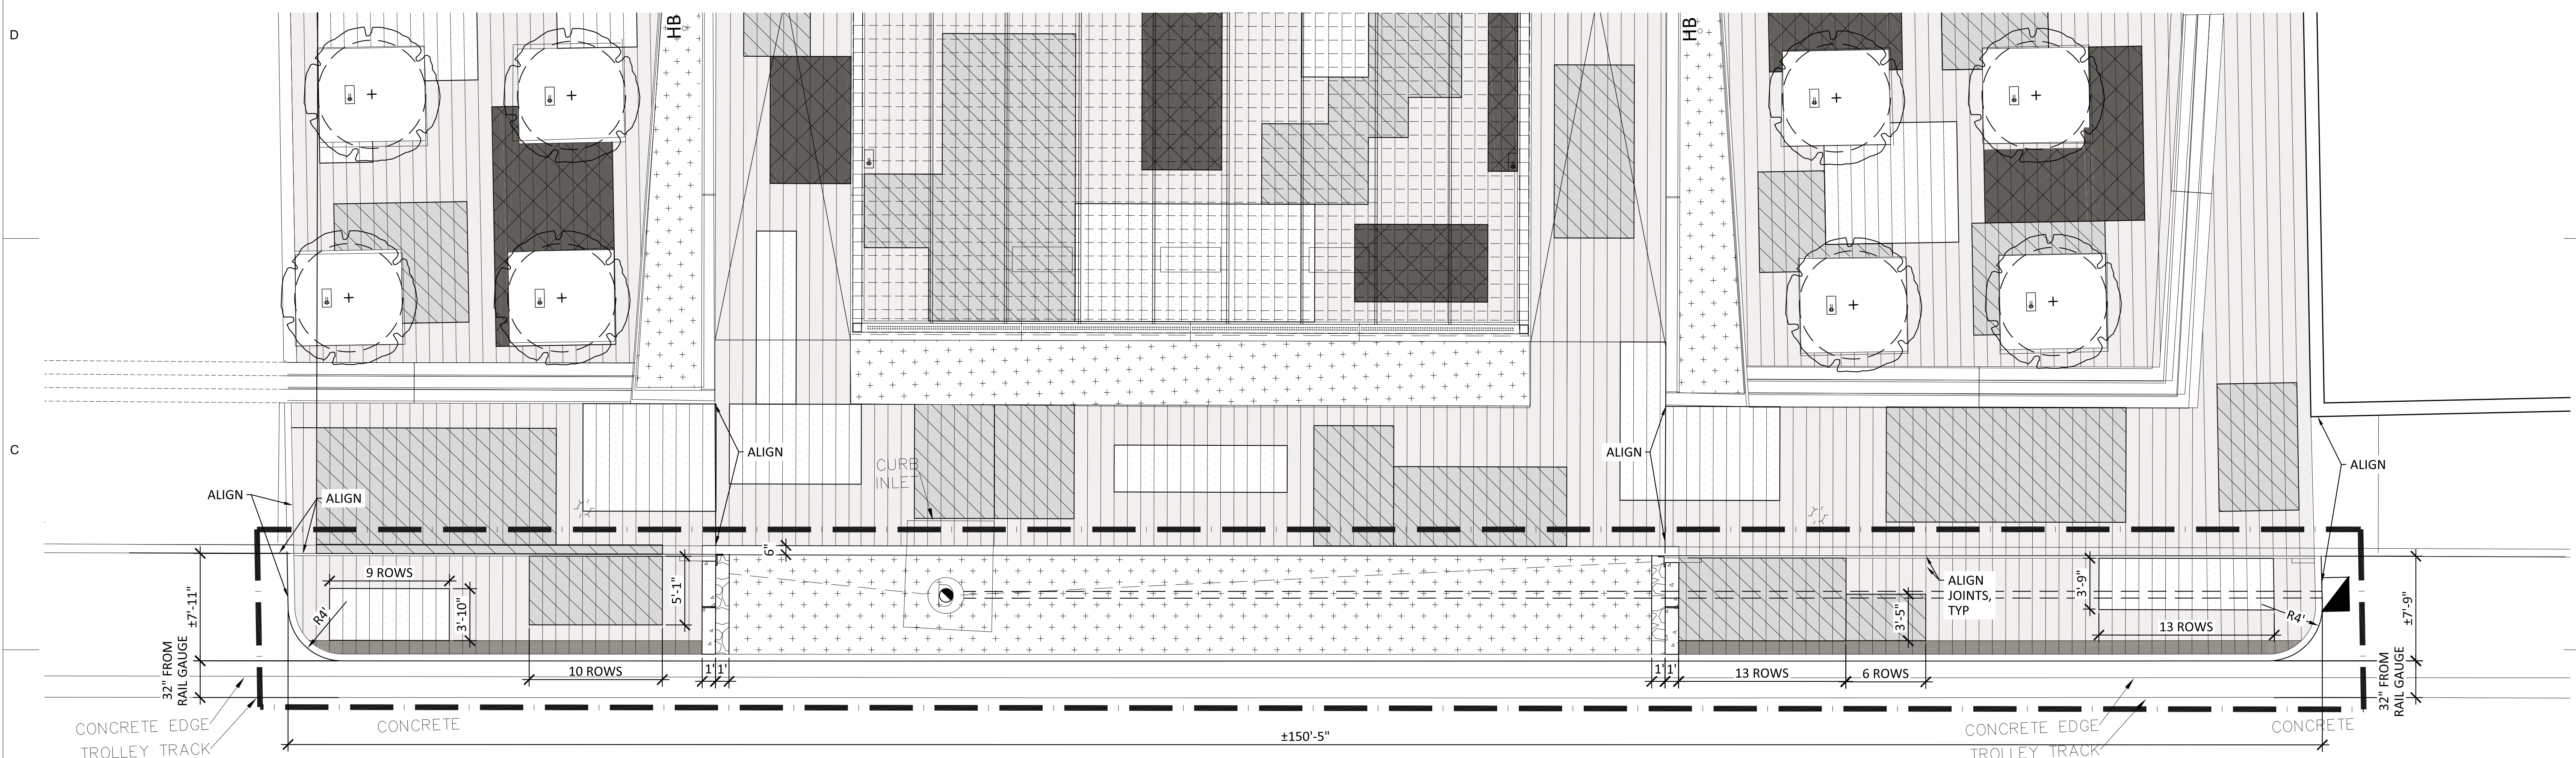 D
HB
HB
C
ALIGN
ALIGN
ALIGN
CURB
INLET
ALIGN
ALIGN
ALIGN
6"
9 ROWS
R4'
3'-10"
5'-1"
±7'-11"
32" FROM
RAIL GAUGE
10 ROWS
1'
1'
1'
1'
13 ROWS
6 ROWS
3'-5"
ALIGN
JOINTS,
TYP
3'-9"
13 ROWS
R4'
±7'-9"
32" FROM
RAIL GAUGE
CONCRETE EDGE
TROLLEY TRACK
CONCRETE
±150'-5"
CONCRETE EDGE
TROLLEY TRACK
CONCRETE